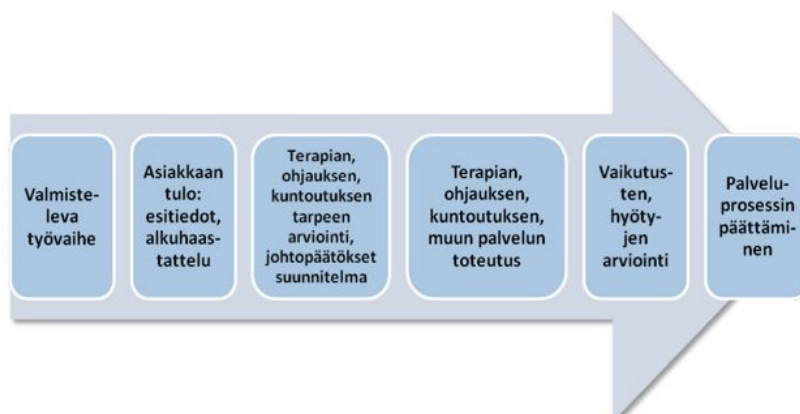 Valmiste-
leva
työvaihe
Asiakkaan
tulo:
esitiedot,
alkuhaas-
tattelu
Terapian,
ohjauksen,
kuntoutuksen
tarpeen
arviointi,
johtopäätökset
suunnitelma
Terapian,
ohjauksen,
kuntoutuksen,
muun palvelun
toteutus
Vaikutus-
ten,
hyöty-
jen
arviointi
Palvelu-
prosessin
päättämi-
nen